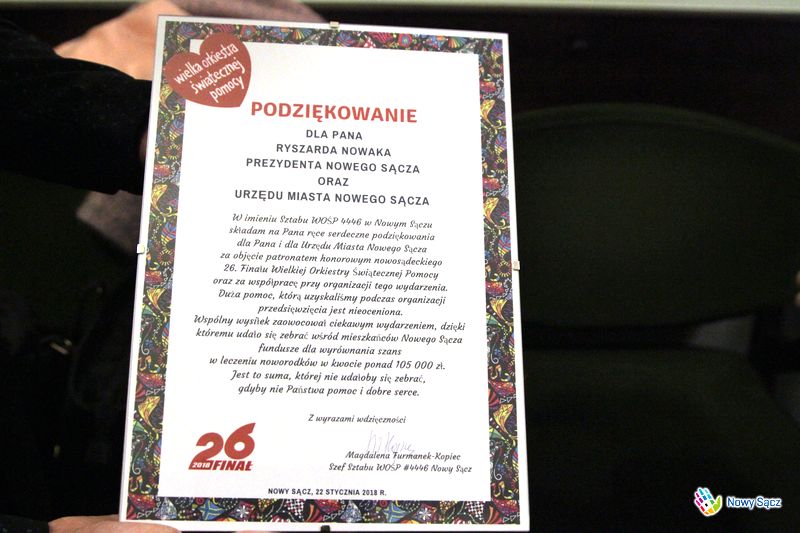 wielka orkiestra
świątecznej
pomocy
PODZIĘKOWANIE
DLA PANA
RYSZARDA NOWAKA
PREZYDENTA NOWEGO SĄCZA
ORAZ
URZĘDU MIASTA NOWEGO SĄCZA
W imieniu Sztabu WOŚP 4446 w Nowym Sączu
składam na Pana ręce serdeczne podziękowania
dla Pana i dla Urzędu Miasta Nowego Sącza
za objęcie patronatem honorowym nowosądeckiego
26. Finału Wielkiej Orkiestry Świątecznej Pomocy
oraz za współpracę przy organizacji tego wydarzenia.
Duża pomoc, którą uzyskaliśmy podczas organizacji
przedsięwzięcia jest nieoceniona.
Wspólny wysiłek zaowocował ciekawym wydarzeniem, dzięki
któremu udało się zebrać wśród mieszkańców Nowego Sącza
fundusze dla wyrównania szans
w leczeniu noworodków w kwocie ponad 105 000 zł.
Jest to suma, której nie udałoby się zebrać,
gdyby nie Państwa pomoc i dobre serce.
Z wyrazami wdzięczności
Magdalena Furmanek-Kopiec
Szef Sztabu WOŚP #4446 Nowy Sącz
26
2018 FINAŁ
NOWY SĄCZ, 22 STYCZNIA 2018 R.
Nowy Sącz